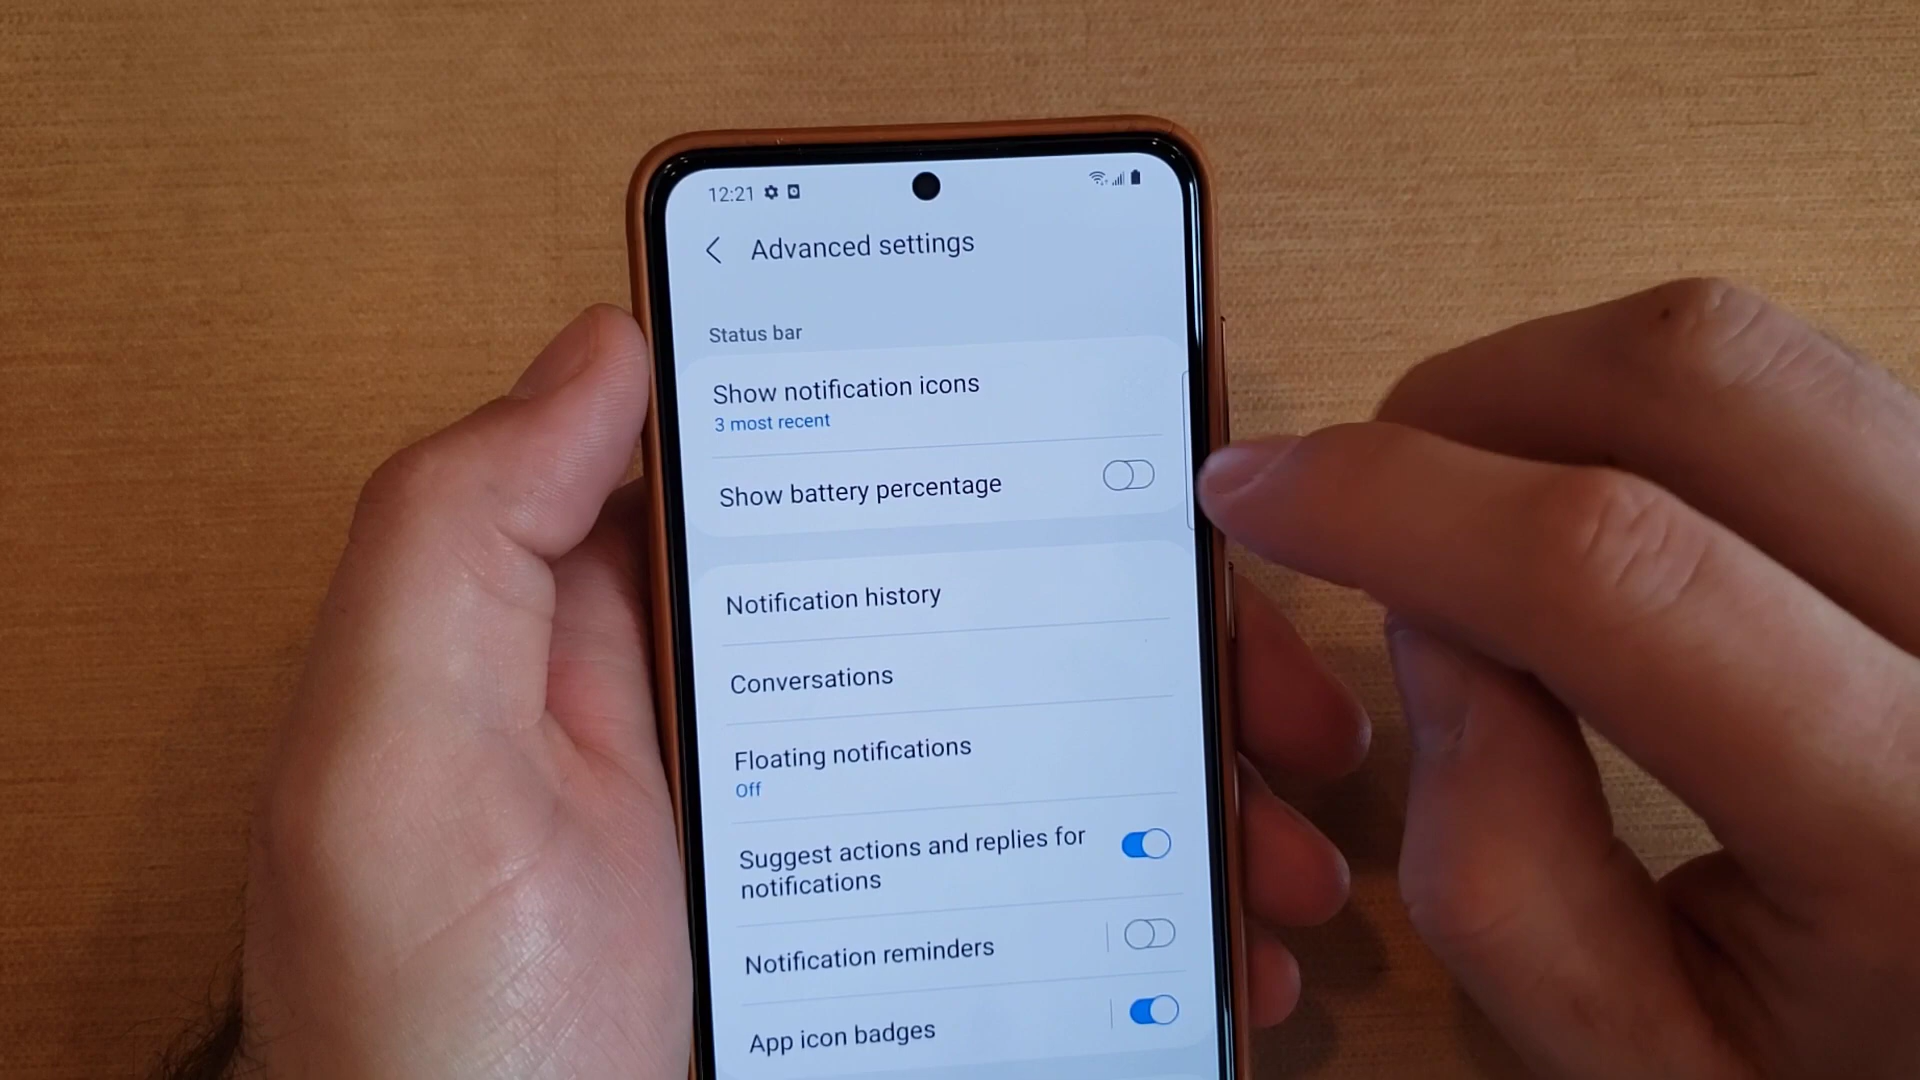 12:21
Advanced settings
Status bar
Show notification icons
3 most recent
Show battery percentage
Notification history
Conversations
Floating notifications
Off
Suggest actions and replies for
notifications
Notification reminders
App icon badges